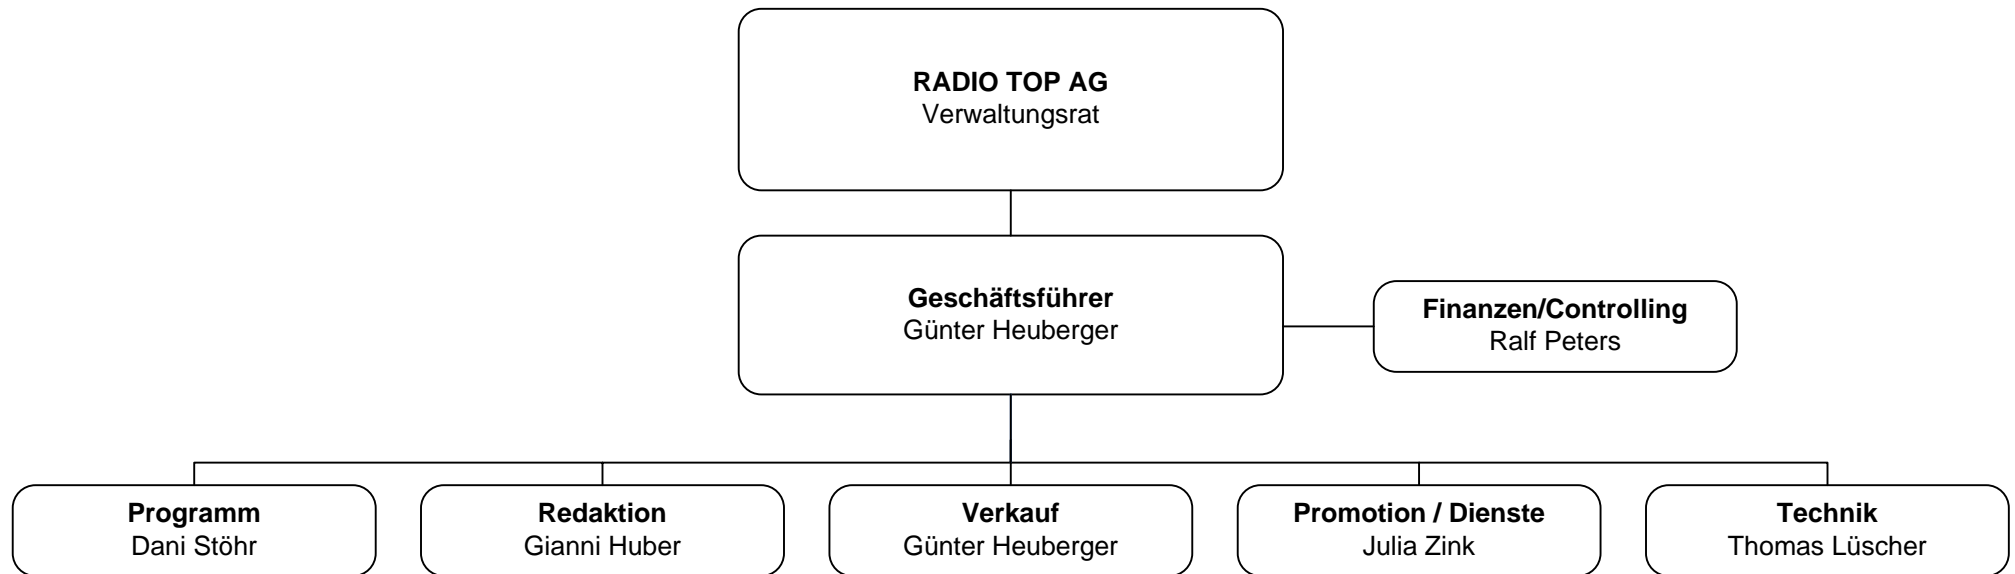 RADIO TOP AG
Verwaltungsrat
Geschäftsführer
Günter Heuberger
Finanzen/Controlling
Ralf Peters
Programm
Dani Stöhr
Redaktion
Gianni Huber
Verkauf
Günter Heuberger
Promotion / Dienste
Julia Zink
Technik
Thomas Lüscher